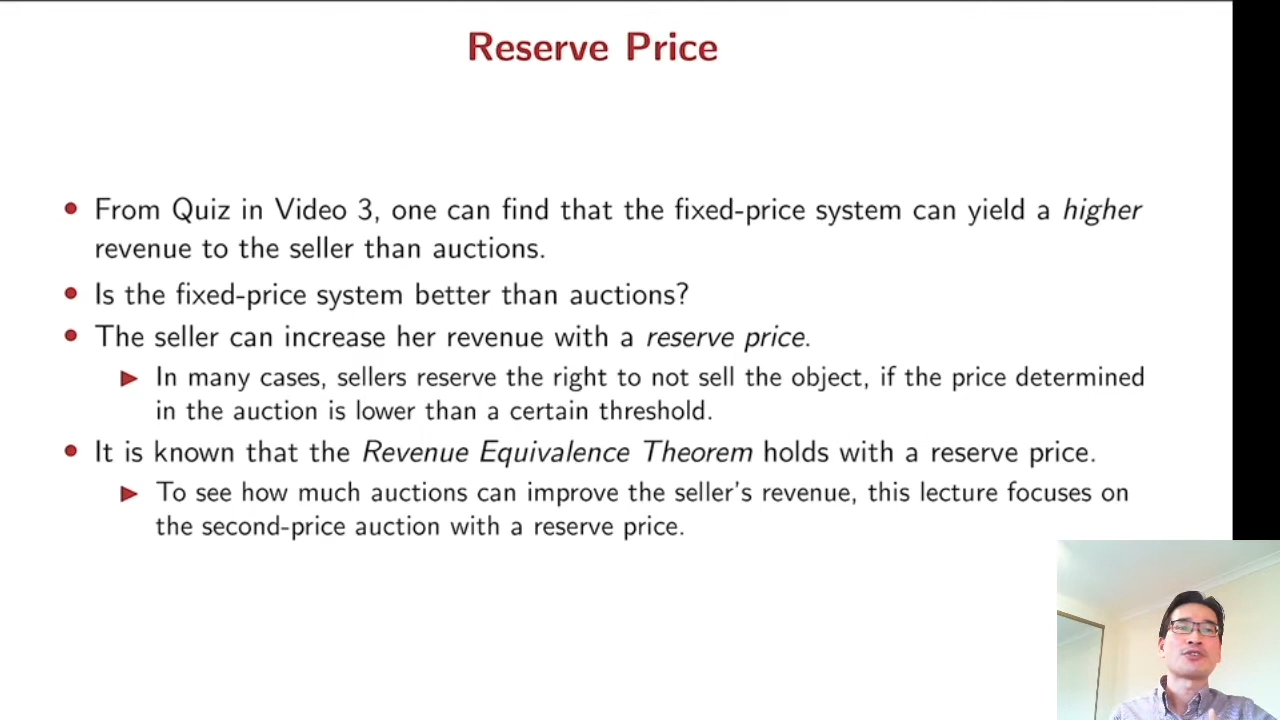 Reserve Price
• From Quiz in Video 3, one can find that the fixed-price system can yield a higher
revenue to the seller than auctions.
• Is the fixed-price system better than auctions?
• The seller can increase her revenue with a reserve price.
▶ In many cases, sellers reserve the right to not sell the object, if the price determined
in the auction is lower than a certain threshold.
• It is known that the Revenue Equivalence Theorem holds with a reserve price.
▶ To see how much auctions can improve the seller's revenue, this lecture focuses on
the second-price auction with a reserve price.